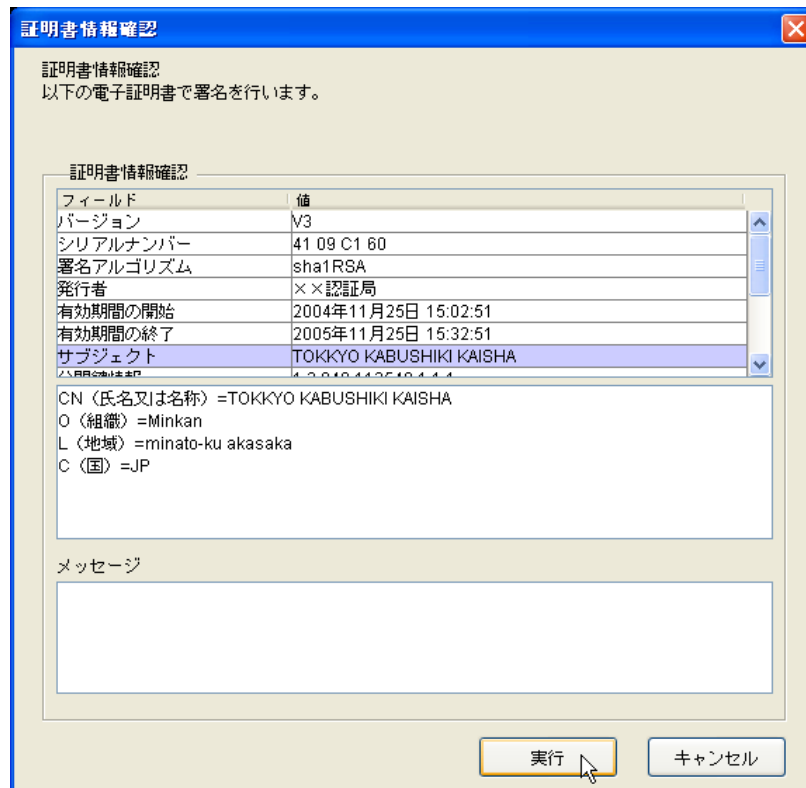 証明書情報確認
証明書情報確認
以下の電子証明書で署名を行います。
証明書情報確認
フィールド 値
バージョン V3
シリアルナンバー 41 09 C1 60
署名アルゴリズム sha1RSA
発行者 ××認証局
有効期間の開始 2004年11月25日 15:02:51
有効期間の終了 2005年11月25日 15:32:51
サブジェクト TOKKYO KABUSHIKI KAISHA
CN（氏名又は名称）=TOKKYO KABUSHIKI KAISHA
O（組織）=Minkan
L（地域）=minato-ku akasaka
C（国）=JP
メッセージ
実行 キャンセル